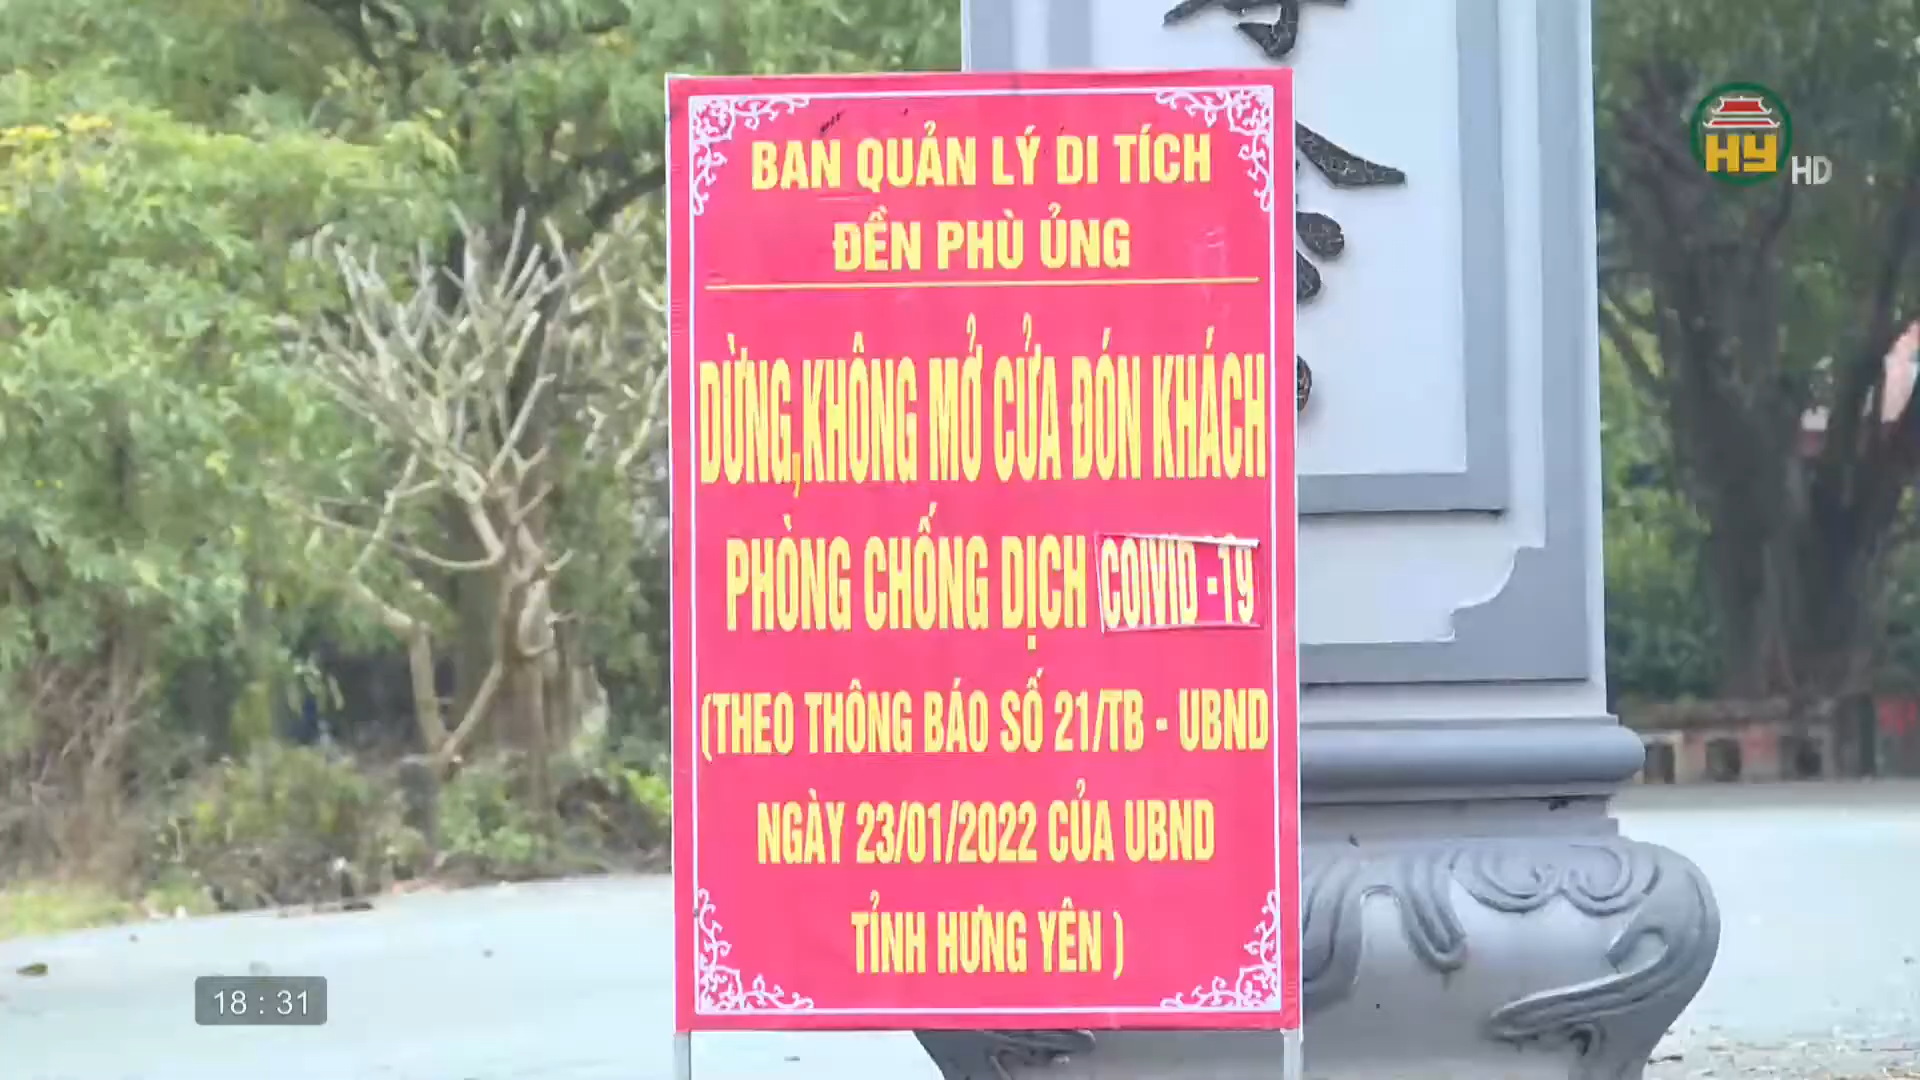 BAN QUẢN LÝ DI TÍCH
ĐỀN PHÙ ỦNG
DỪNG,KHÔNG MỞ CỬA ĐÓN KHÁCH
PHÒNG CHỐNG DỊCH COIVID -19
(THEO THÔNG BÁO SỐ 21/TB - UBND
NGÀY 23/01/2022 CỦA UBND
TỈNH HƯNG YÊN )
HY HD
18 : 31